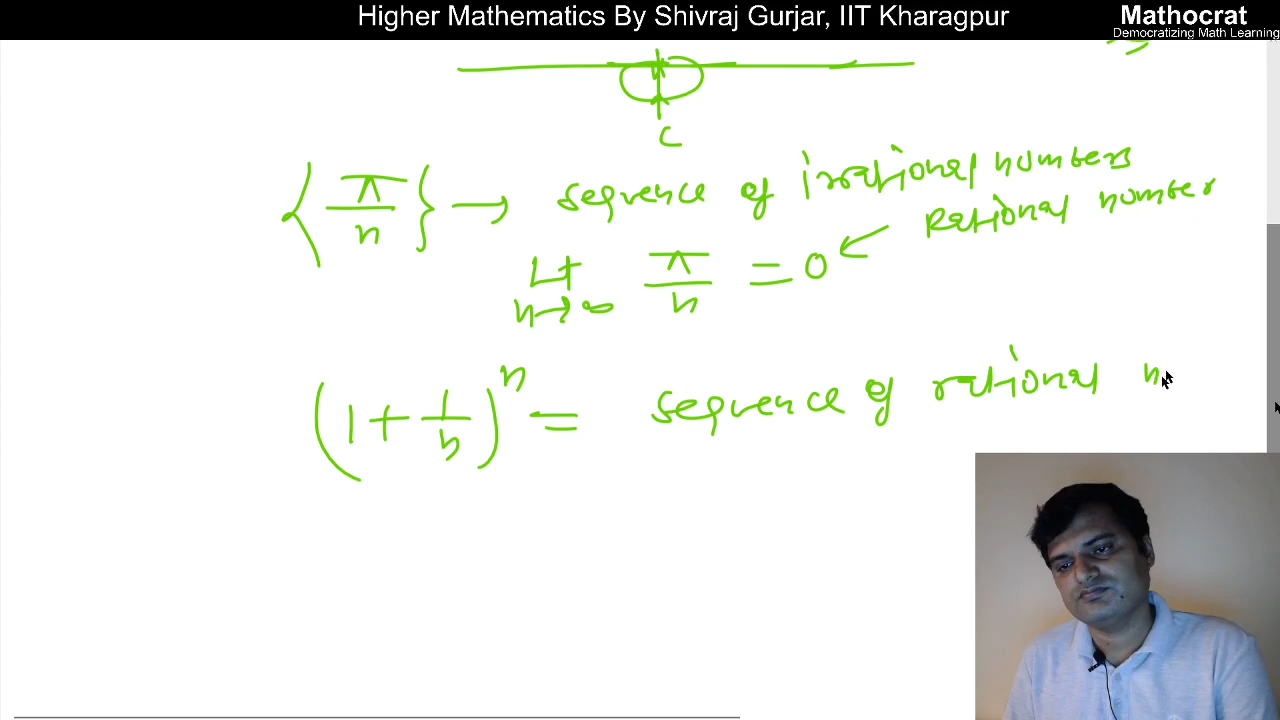 Higher Mathematics By Shivraj Gurjar, IIT Kharagpur
Mathocrat
Democratizing Math Learning
C
{π/n} → sequence of irrational numbers
Lt n→∞ π/n = 0 ← Rational number
(1 + 1/n)^n = sequence of rational n